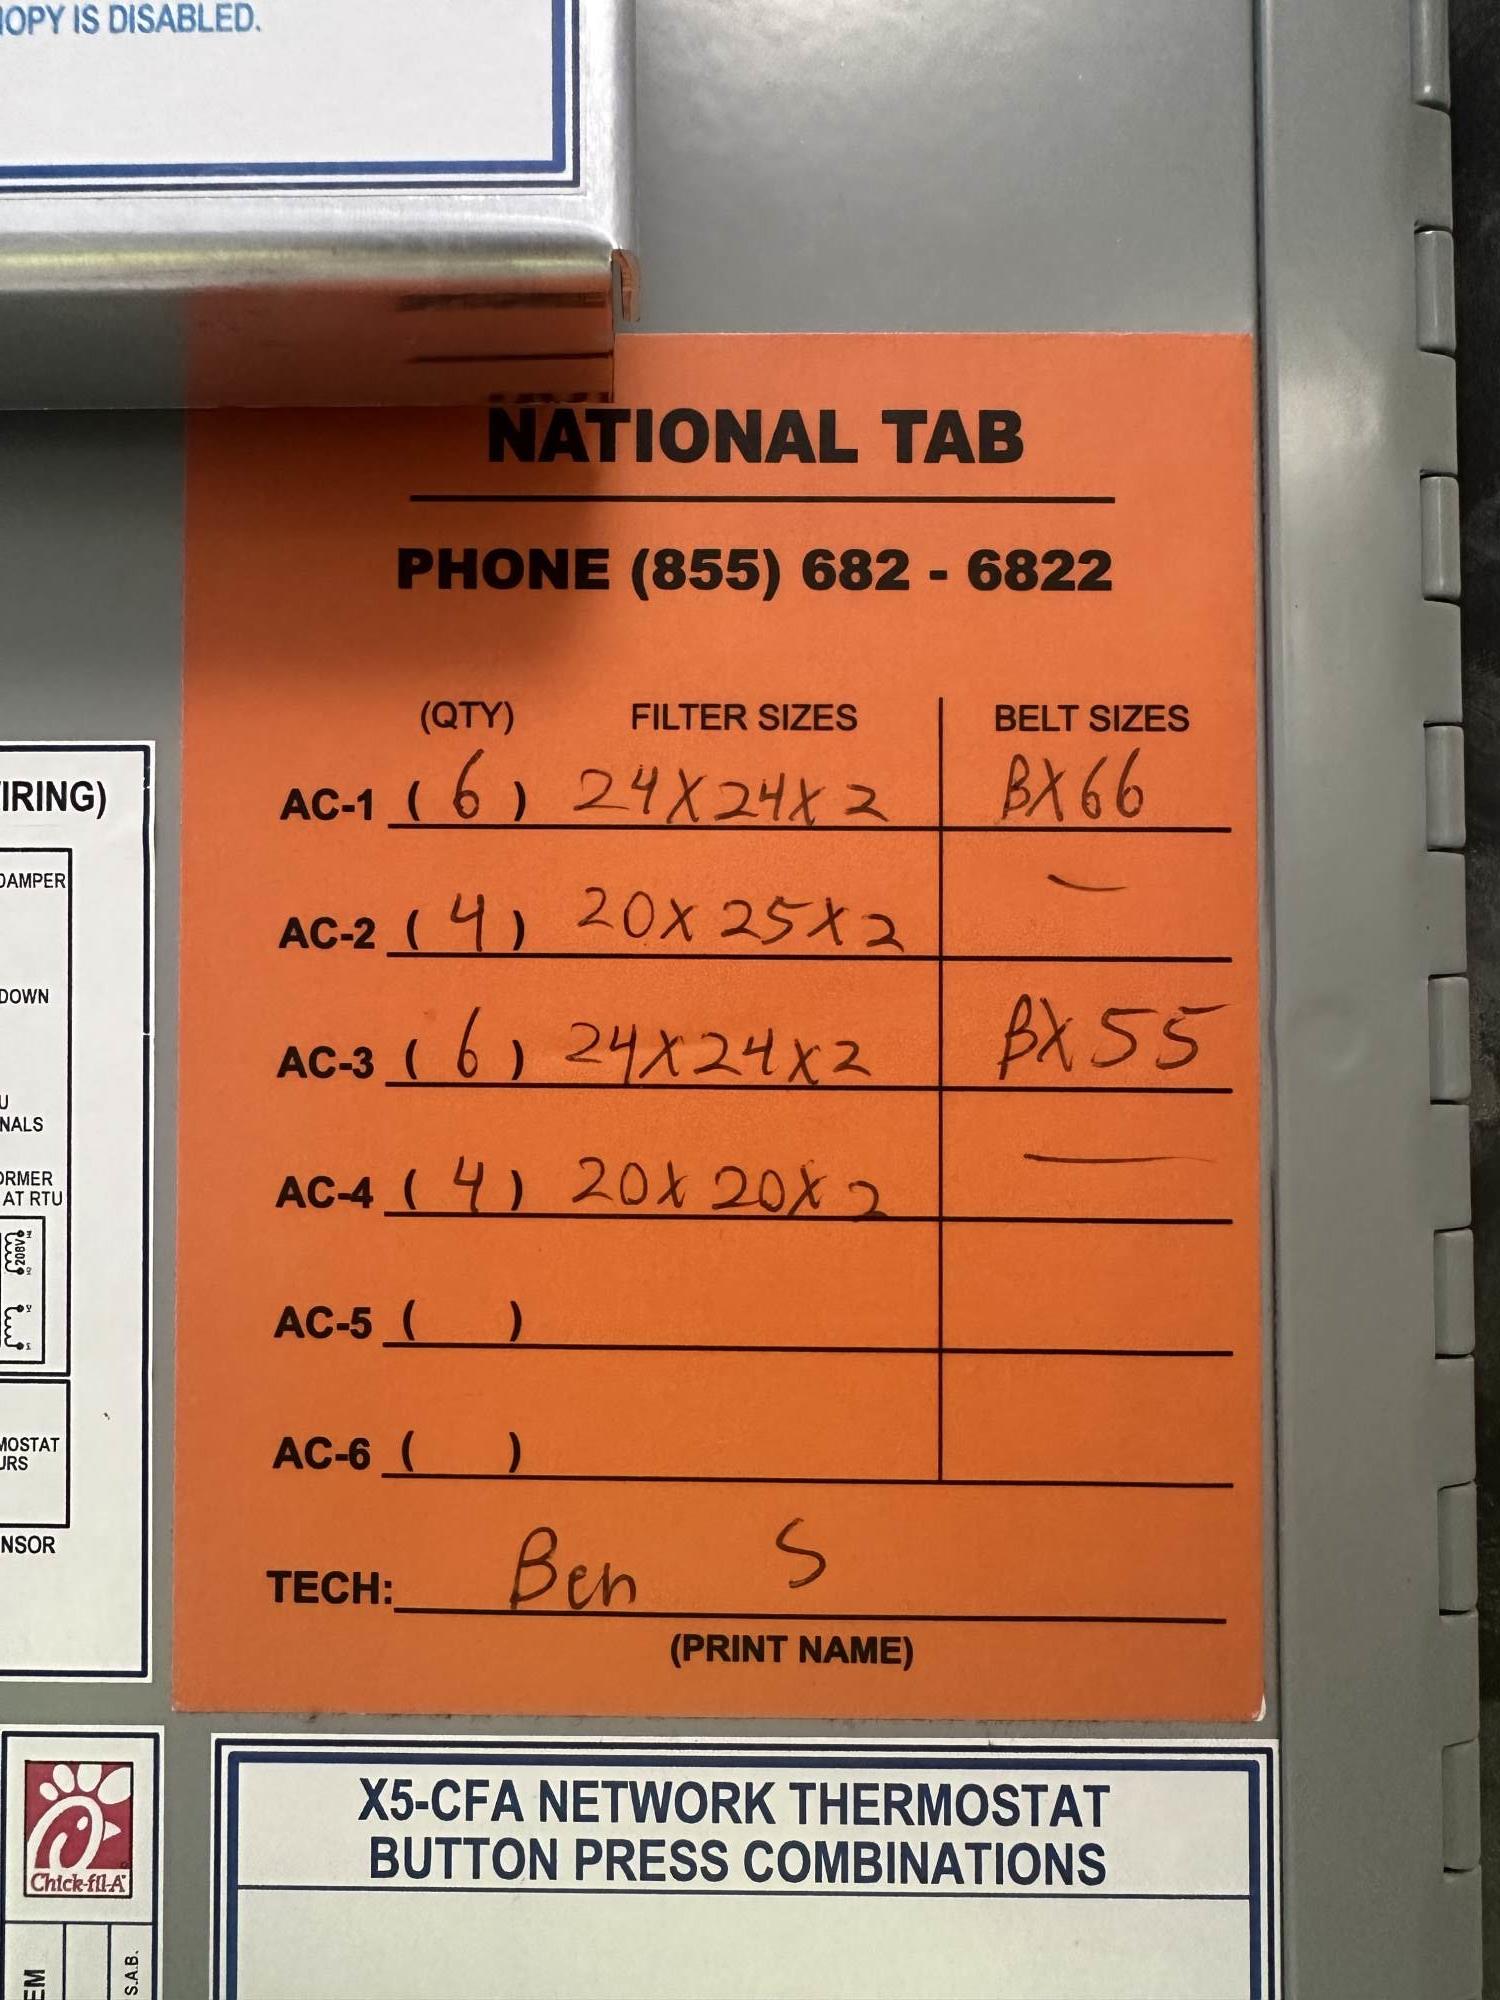 IS DISABLED.
NATIONAL TAB
PHONE (855) 682 - 6822
(QTY) FILTER SIZES BELT SIZES
AC-1 ( 6 ) 24X24X2 BX66
AC-2 ( 4 ) 20X25X2 —
AC-3 ( 6 ) 24X24X2 BX55
AC-4 ( 4 ) 20X20X2 —
AC-5 ( )
AC-6 ( )
TECH: Ben S
(PRINT NAME)
IRING)
DAMPER
DOWN
U
NALS
ORMER
AT RTU
208V
MOSTAT
URS
NSOR
Chick-fil-A
EM
S.A.B.
X5-CFA NETWORK THERMOSTAT
BUTTON PRESS COMBINATIONS